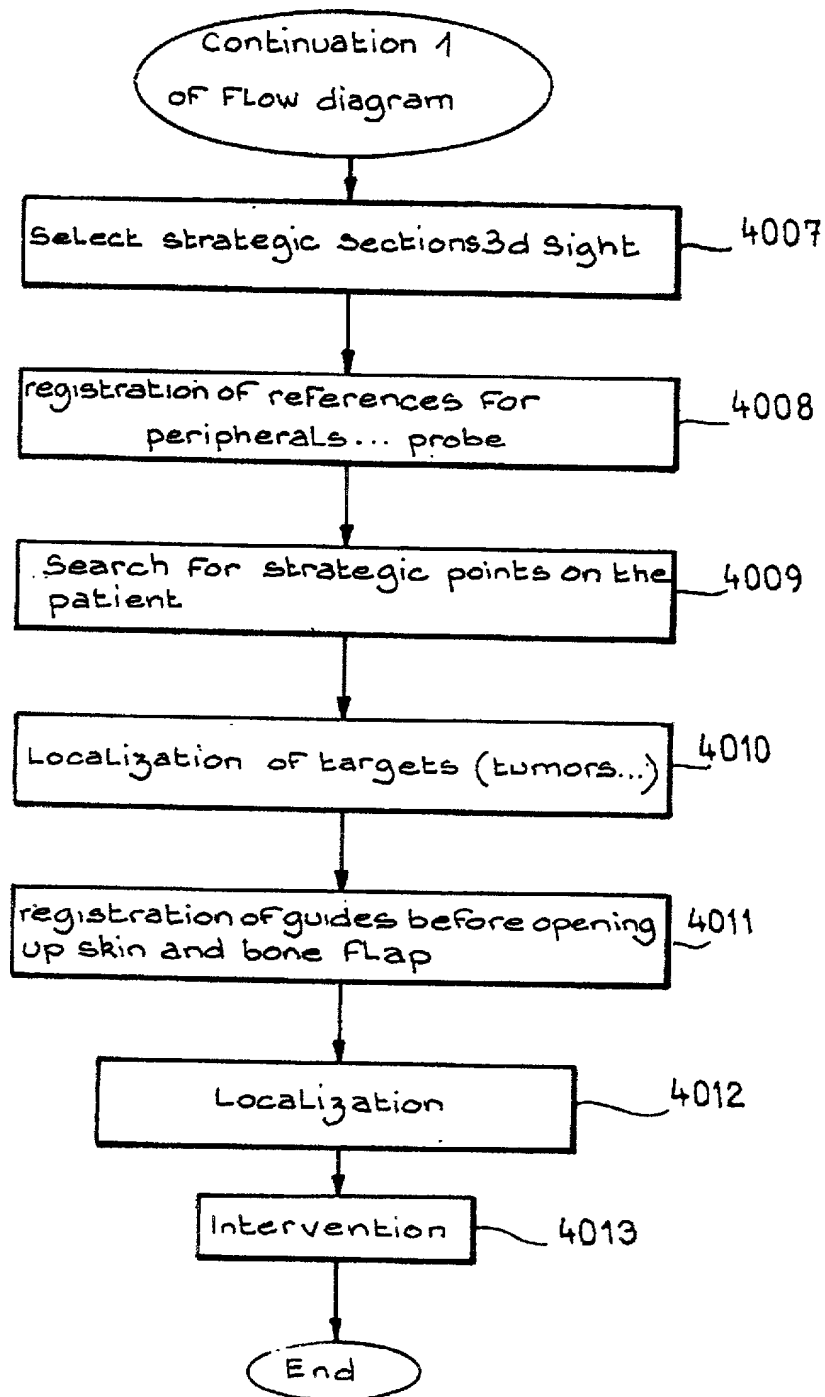 Continuation 1
of Flow diagram
Select strategic sections3d Sight
4007
registration of references for
peripherals... probe
4008
Search for strategic points on the
patient
4009
Localization of targets (tumors...)
4010
registration of guides before opening
up skin and bone flap
4011
Localization
4012
Intervention
4013
End